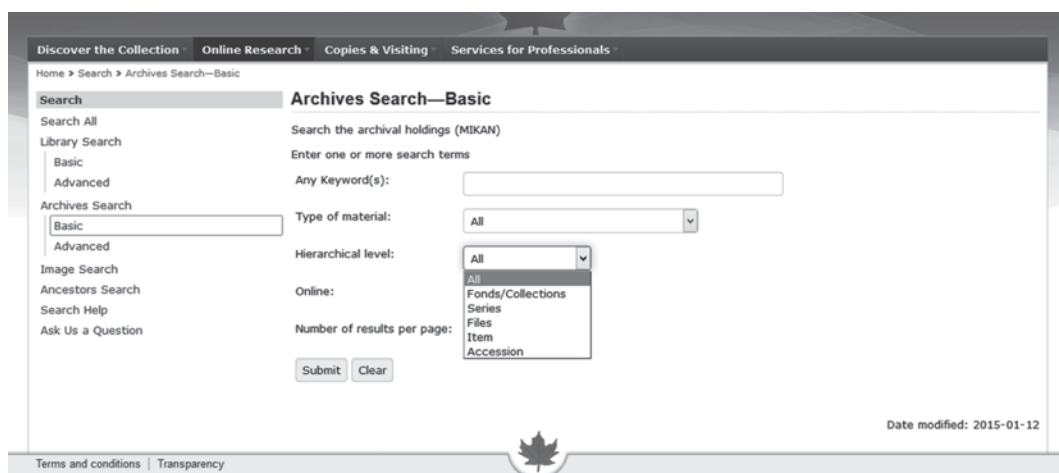 Discover the Collection Online Research Copies & Visiting Services for Professionals
Home > Search > Archives Search—Basic
Search
Search All
Library Search
Basic
Advanced
Archives Search
Basic
Advanced
Image Search
Ancestors Search
Search Help
Ask Us a Question
Archives Search—Basic
Search the archival holdings (MIKAN)
Enter one or more search terms
Any Keyword(s):
Type of material: All
Hierarchical level: All
All
Fonds/Collections
Series
Files
Item
Accession
Online:
Number of results per page:
Submit Clear
Date modified: 2015-01-12
Terms and conditions | Transparency